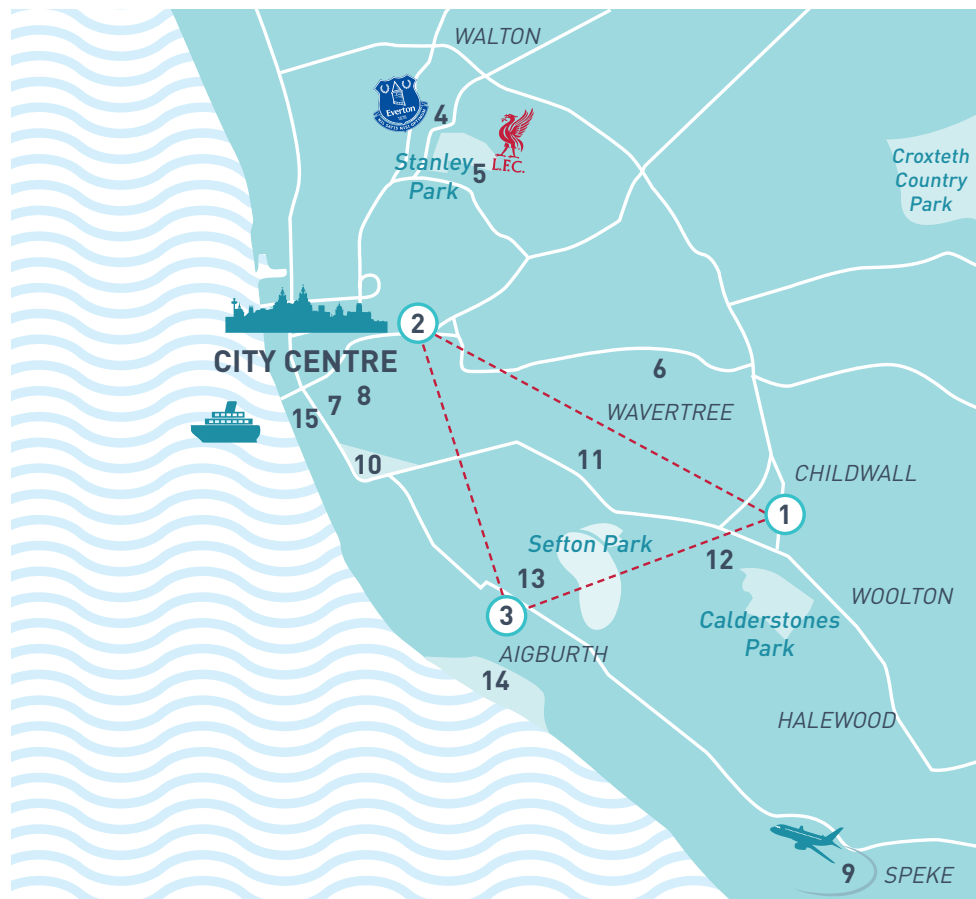 WALTON
Everton
4
Stanley
Park
5
L.F.C.
Croxteth
Country
Park
2
CITY CENTRE
6
7
8
15
WAVERTREE
10
11
CHILDWALL
1
Sefton Park
12
13
3
WOOLTON
Calderstones
Park
AIGBURTH
14
HALEWOOD
9
SPEKE